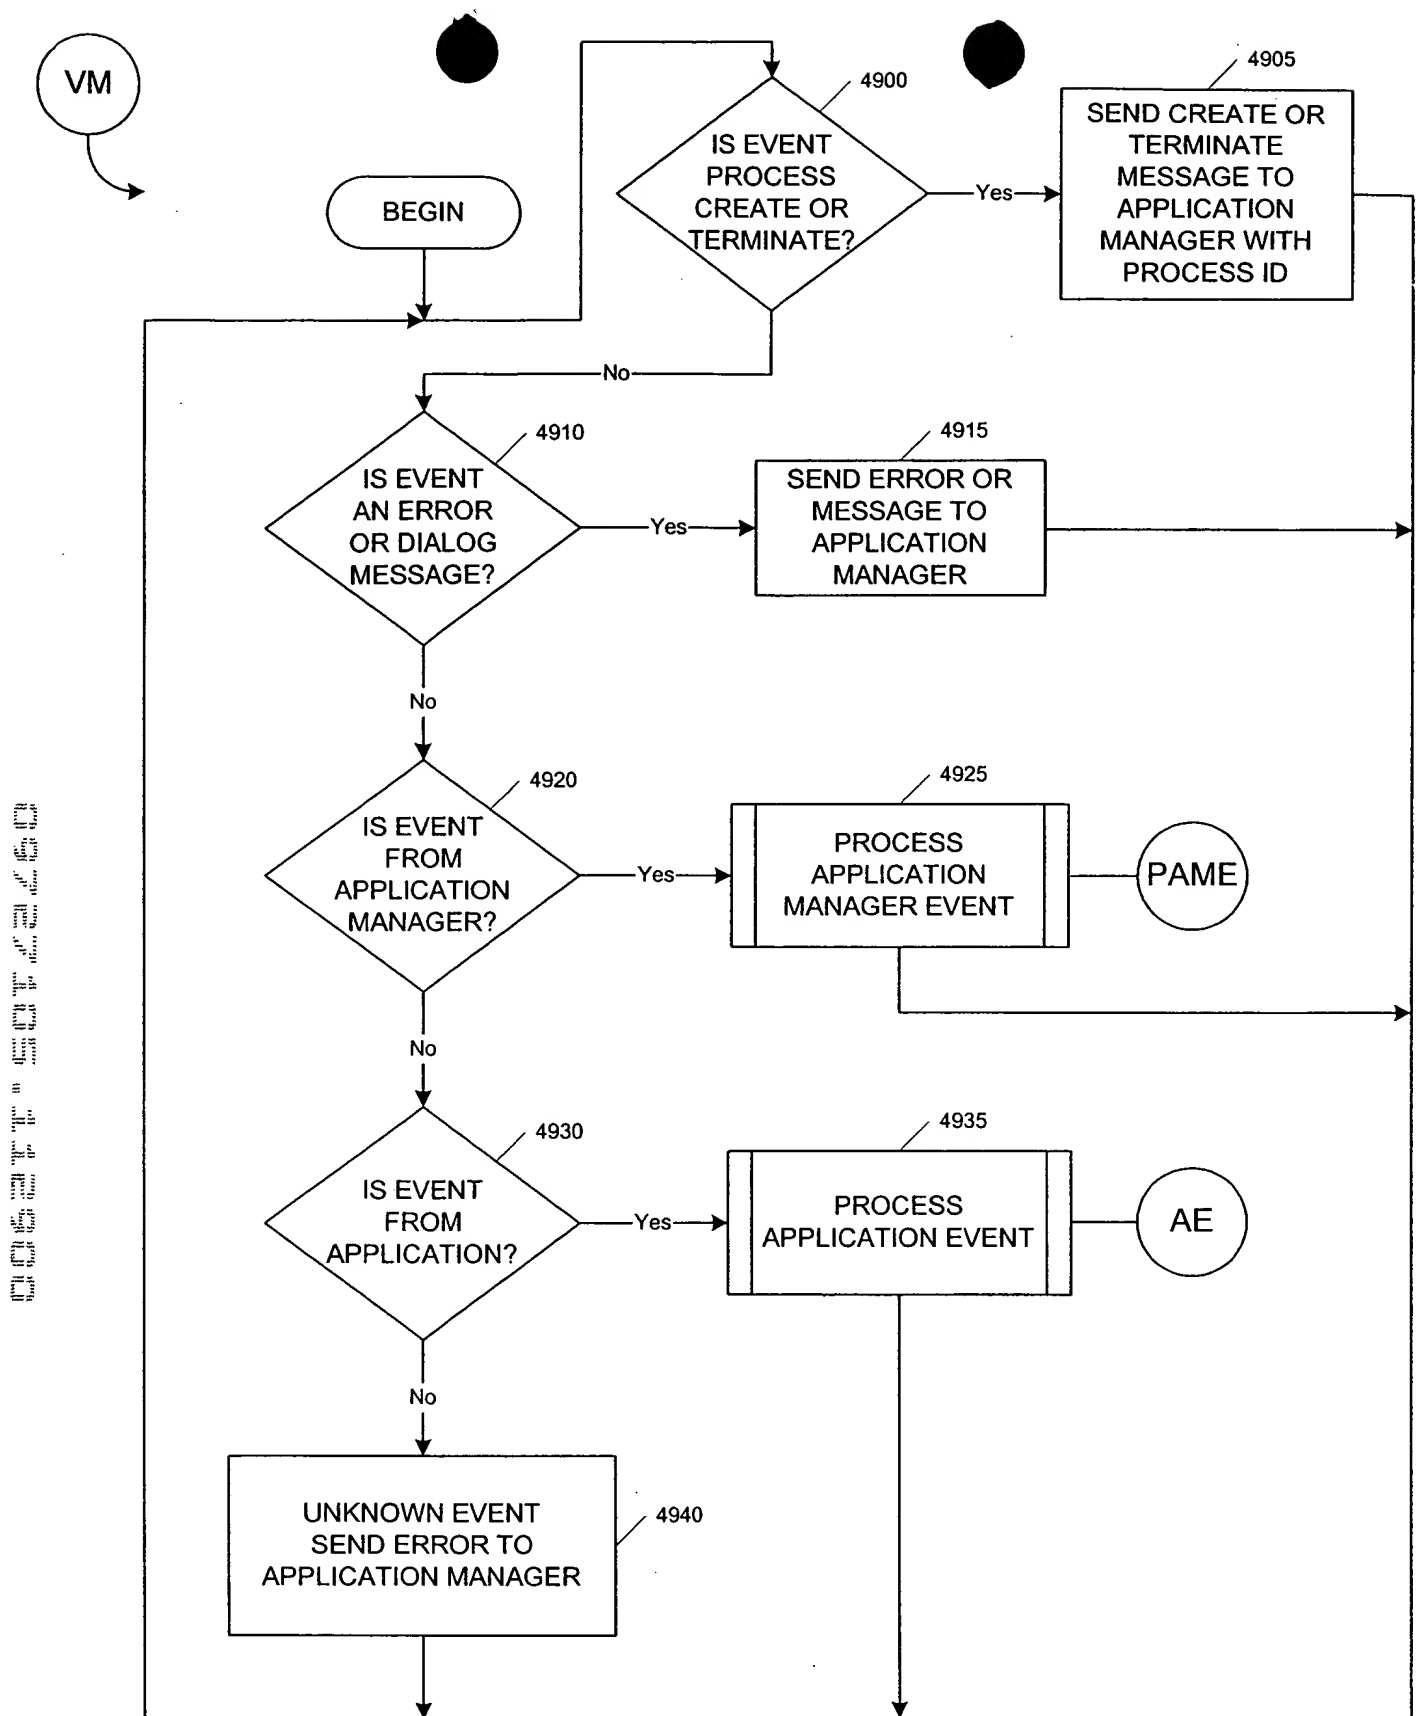 VM
4900
4905
IS EVENT
PROCESS
CREATE OR
TERMINATE?
Yes
SEND CREATE OR
TERMINATE
MESSAGE TO
APPLICATION
MANAGER WITH
PROCESS ID
BEGIN
No
4910
IS EVENT
AN ERROR
OR DIALOG
MESSAGE?
Yes
4915
SEND ERROR OR
MESSAGE TO
APPLICATION
MANAGER
No
4920
IS EVENT
FROM
APPLICATION
MANAGER?
Yes
4925
PROCESS
APPLICATION
MANAGER EVENT
PAME
No
4930
IS EVENT
FROM
APPLICATION?
Yes
4935
PROCESS
APPLICATION EVENT
AE
No
UNKNOWN EVENT
SEND ERROR TO
APPLICATION MANAGER
4940
09727105.112900